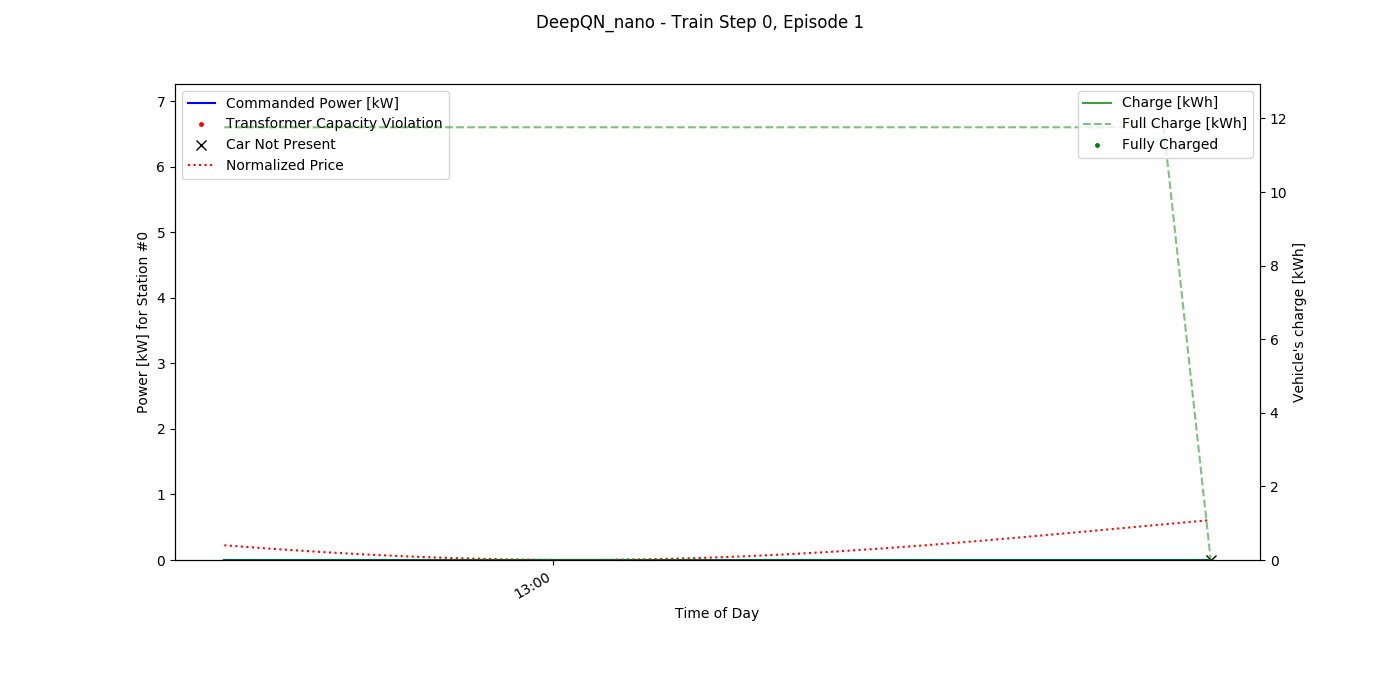 DeepQN_nano - Train Step 0, Episode 1
Commanded Power [kW]
Transformer Capacity Violation
Car Not Present
Normalized Price
Charge [kWh]
Full Charge [kWh]
Fully Charged
7
6
5
4
3
2
1
0
Power [kW] for Station #0
12
10
8
6
4
2
0
Vehicle's charge [kWh]
13:00
Time of Day